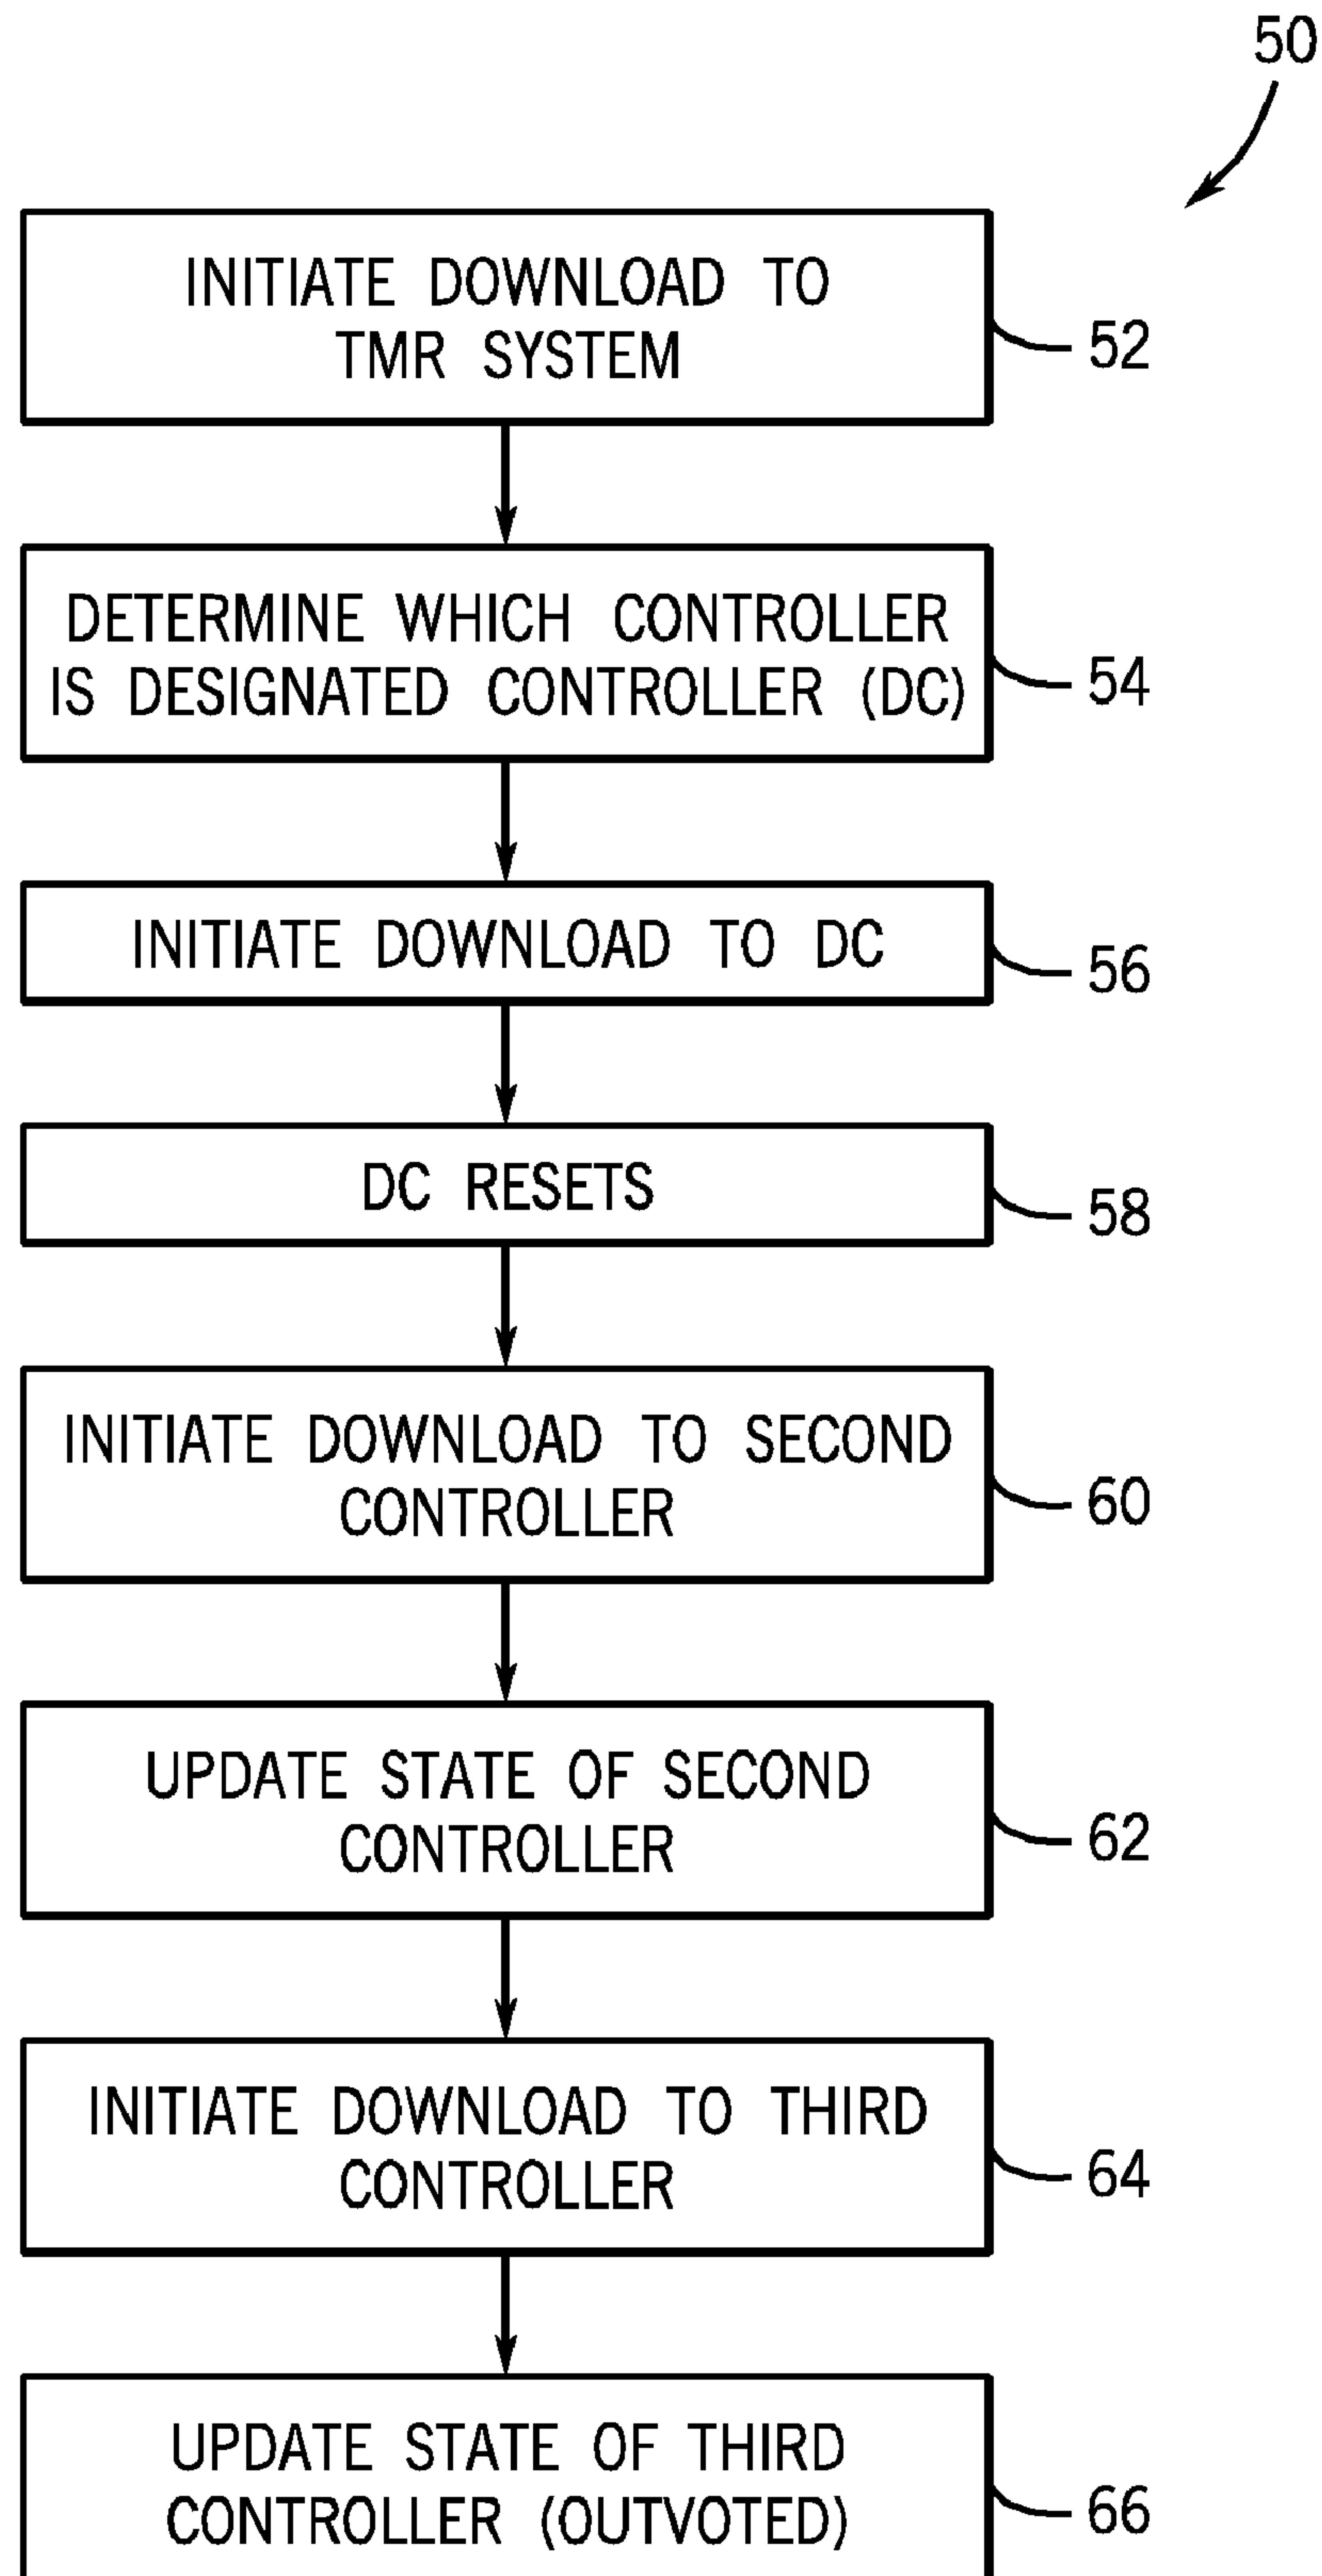 50
INITIATE DOWNLOAD TO
TMR SYSTEM
52
DETERMINE WHICH CONTROLLER
IS DESIGNATED CONTROLLER (DC)
54
INITIATE DOWNLOAD TO DC
56
DC RESETS
58
INITIATE DOWNLOAD TO SECOND
CONTROLLER
60
UPDATE STATE OF SECOND
CONTROLLER
62
INITIATE DOWNLOAD TO THIRD
CONTROLLER
64
UPDATE STATE OF THIRD
CONTROLLER (OUTVOTED)
66